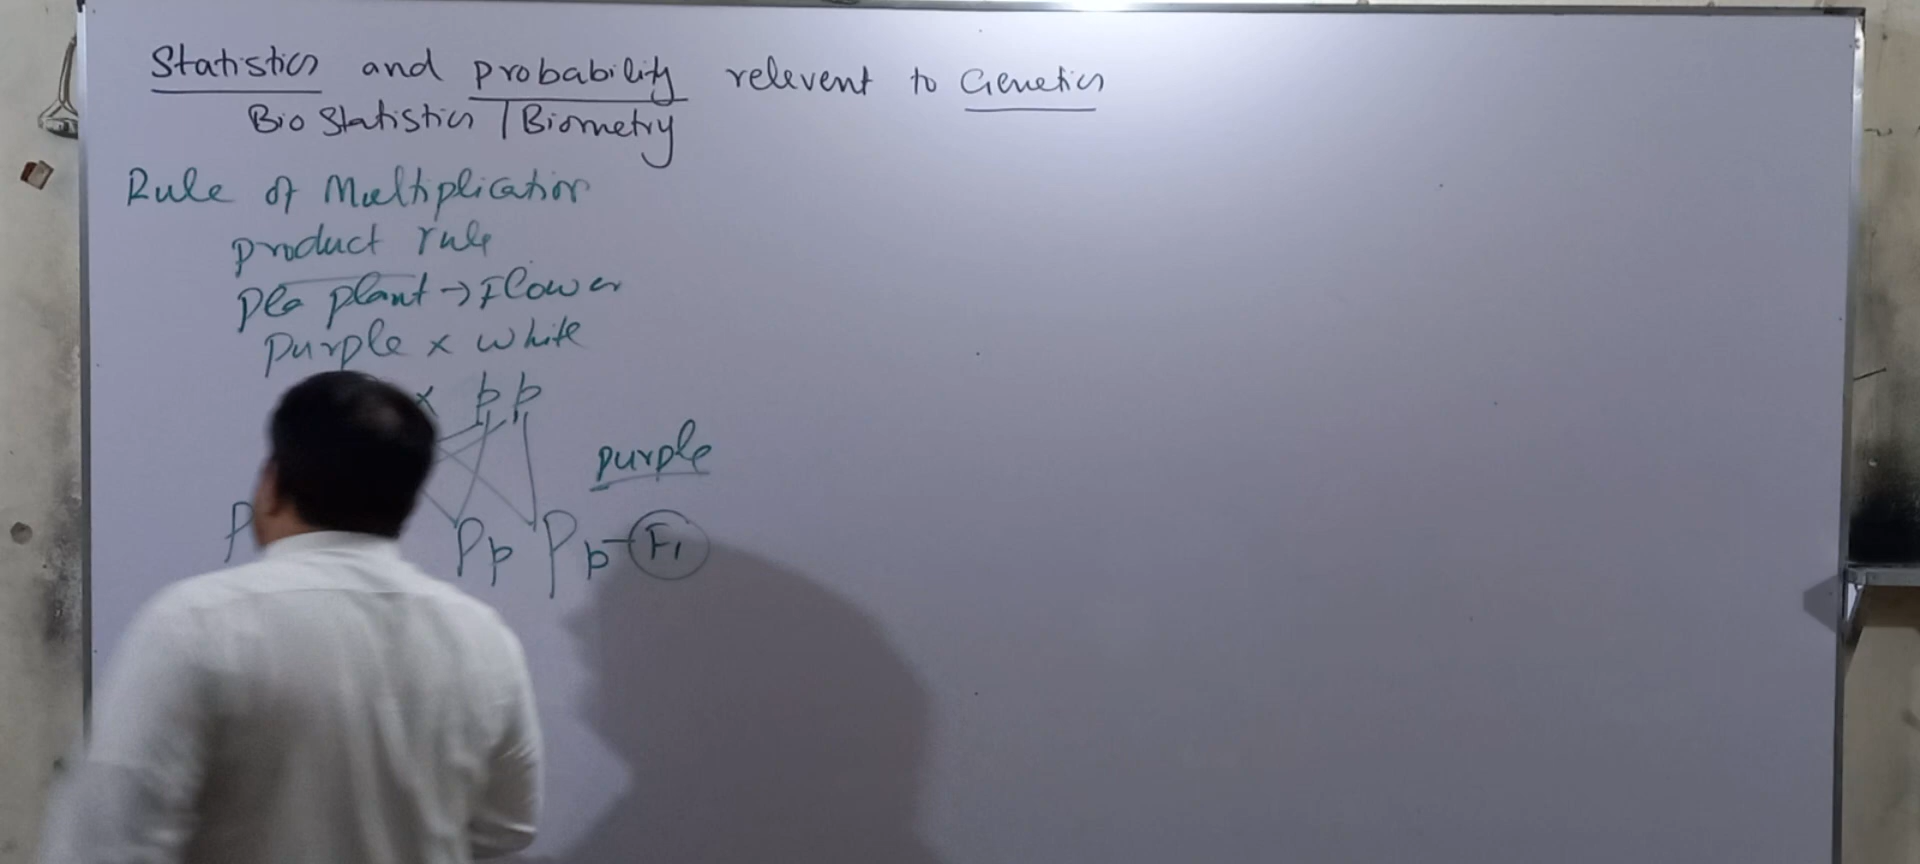 Statistics and probability relevent to Genetics
Bio Statistics / Biometry
Rule of Multiplication
product rule
Pea plant → Flower
Purple x white
x pp
purple
P Pp Pp - F1